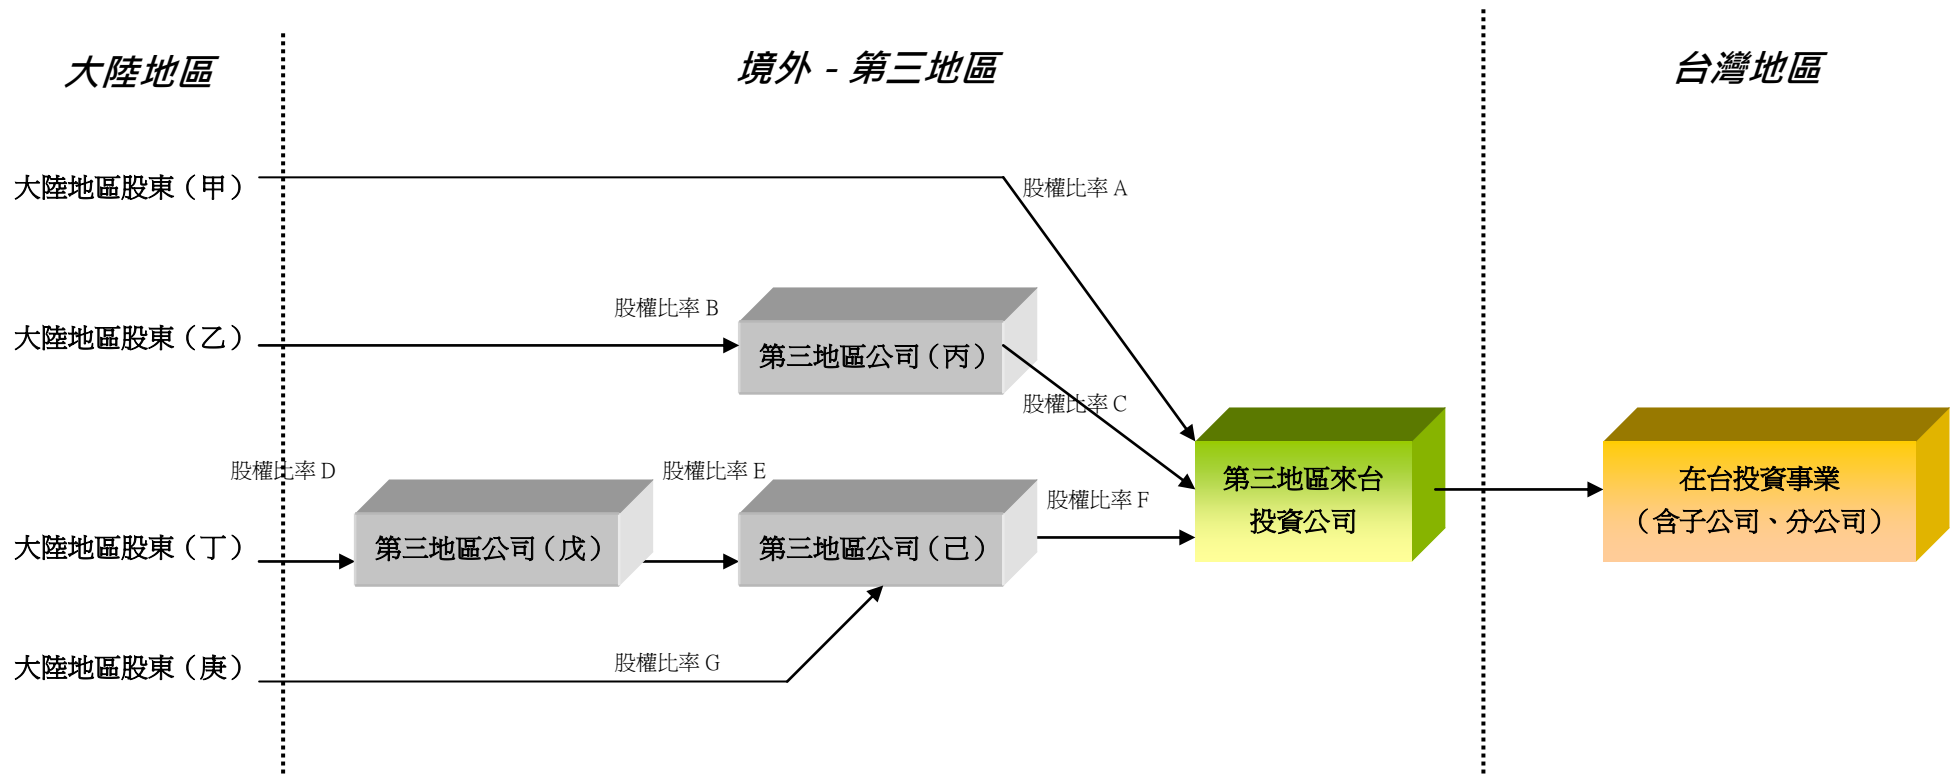 大陸地區
境外 - 第三地區
台灣地區
大陸地區股東（甲）
股權比率 A
股權比率 B
大陸地區股東（乙）
第三地區公司（丙）
股權比率 C
股權比率 D
股權比率 E
股權比率 F
第三地區來台
投資公司
在台投資事業
（含子公司、分公司）
大陸地區股東（丁）
第三地區公司（戊）
第三地區公司（己）
大陸地區股東（庚）
股權比率 G